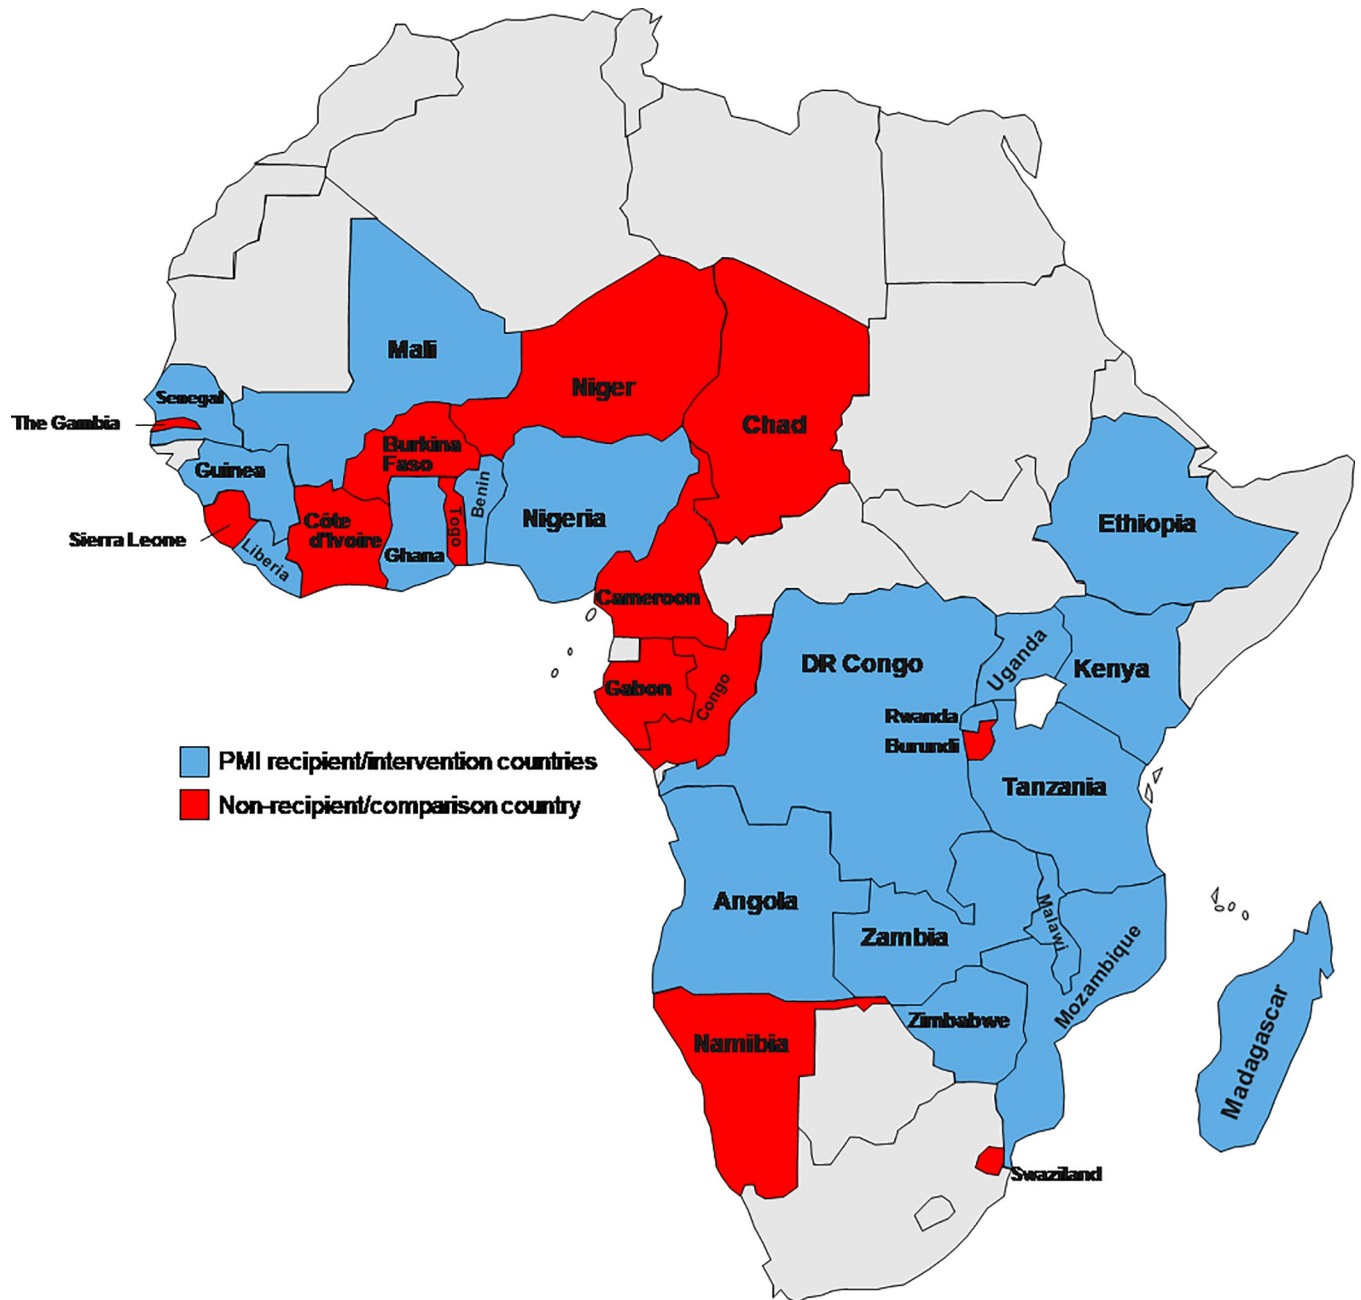 Mali
Niger
Senegal
The Gambia
Chad
Burkina
Faso
Guinea
Benin
Nigeria
Togo
Côte
d'Ivoire
Ethiopia
Sierra Leone
Liberia
Ghana
Cameroon
DR Congo
Uganda
Kenya
Gabon
Congo
Rwanda
Burundi
PMI recipient/intervention countries
Tanzania
Non-recipient/comparison country
Angola
Malawi
Zambia
Mozambique
Zimbabwe
Namibia
Madagascar
Swaziland